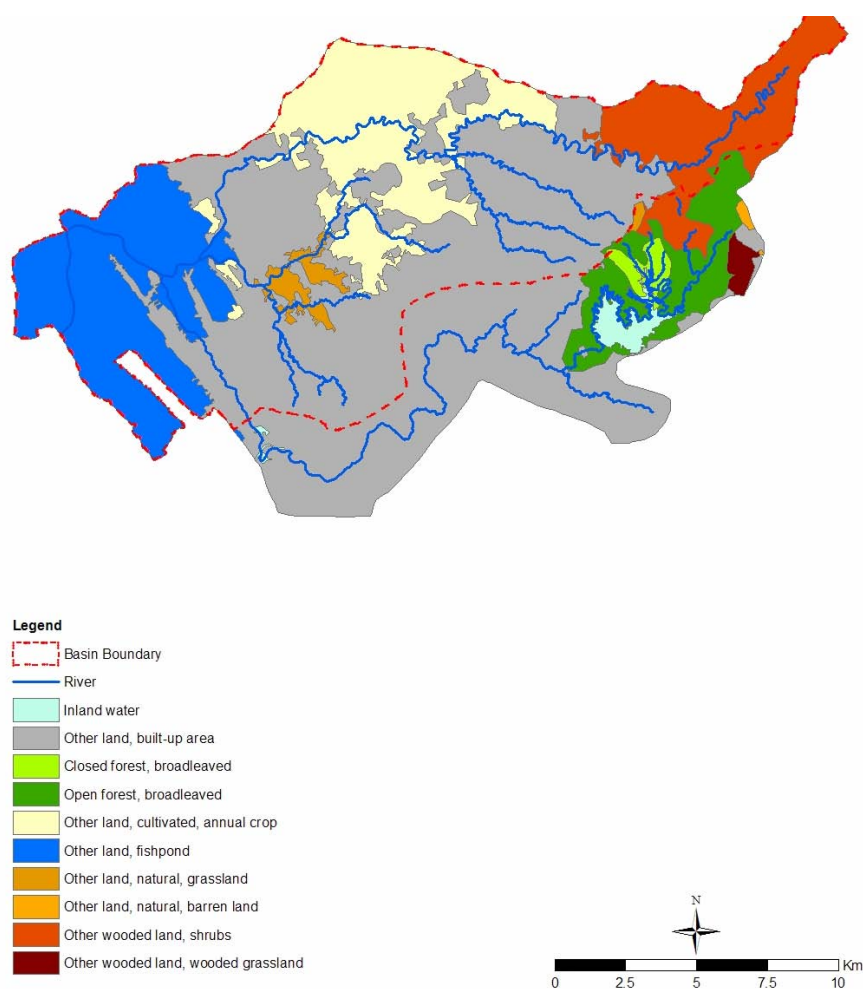 Legend
Basin Boundary
River
Inland water
Other land, built-up area
Closed forest, broadleaved
Open forest, broadleaved
Other land, cultivated, annual crop
Other land, fishpond
Other land, natural, grassland
Other land, natural, barren land
Other wooded land, shrubs
Other wooded land, wooded grassland
N
Km
0 2.5 5 7.5 10